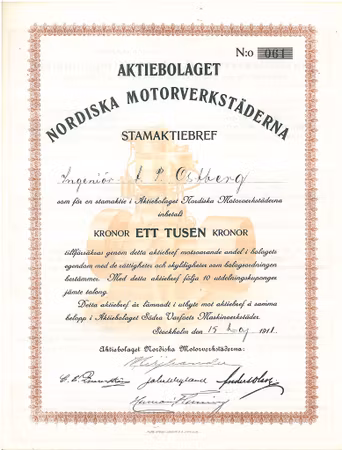 N:o 061
AKTIEBOLAGET
NORDISKA MOTORVERKSTÄDERNA
STAMAKTIEBREF
Ingeniör A P Östberg
som för en stamaktie i Aktiebolaget Nordiska Motorverkstäderna
inbetalt
KRONOR ETT TUSEN KRONOR
tillförsäkras genom detta aktiebref motsvarande andel i bolagets
egendom med de rättigheter och skyldigheter som bolagsordningen
bestämmer. Med detta aktiebref följa 10 utdelningskuponger
jämte talong.
Detta aktiebref är lämnadt i utbyte mot aktiebref å samma
belopp i Aktiebolaget Södra Varfvets Maskinverkstäder.
Stockholm den 15 Maj 1911.
Aktiebolaget Nordiska Motorverkstäderna: